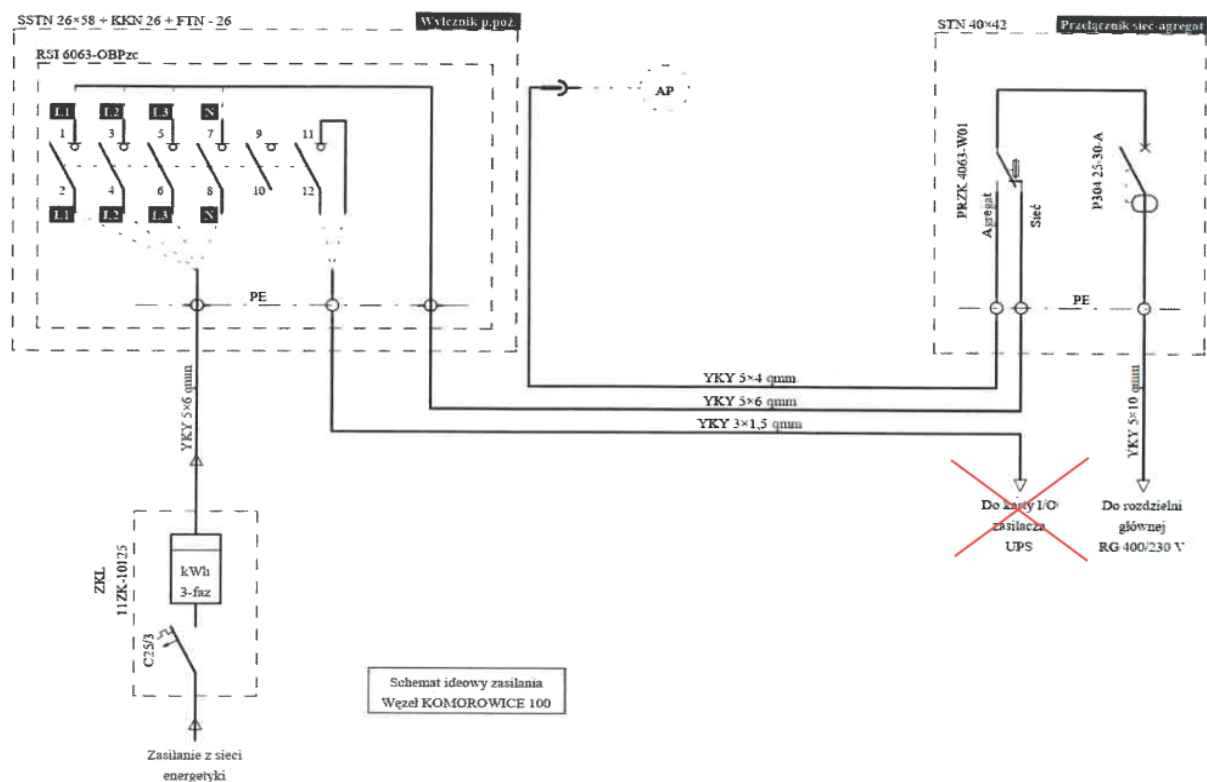 SSTN 26×58 + KKN 26 + FTN - 26
Wyłcznik p.poż.
RSI 6063-OBPzc
L1 L2 L3 N
1 3 5 7 9 11
2 4 6 8 10 12
L1 L2 L3 N
PE
AP
STN 40×42
Przełącznik sieć-agregat
PRZK 4063-W01
Agregat
Sieć
P304 25-30-A
PE
YKY 5×4 qmm
YKY 5×6 qmm
YKY 3×1,5 qmm
YKY 5×6 qmm
YKY 5×10 qmm
Do karty I/O
zasilacza
UPS
Do rozdzielni
głównej
RG 400/230 V
ZKL
11ZK-10125
kWh
3-faz
C25/3
Schemat ideowy zasilania
Węzeł KOMOROWICE 100
Zasilanie z sieci
energetyki